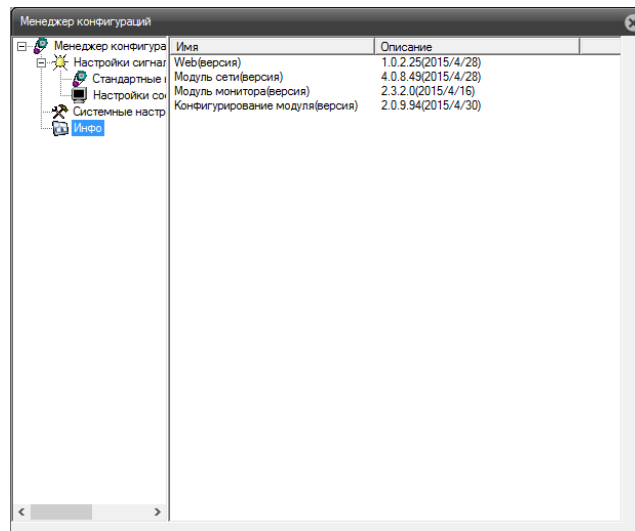 Менеджер конфигураций
Менеджер конфигура
Настройки сигнал
Стандартные
Настройки соо
Системные настр
Инфо
Имя Описание
Web(версия) 1.0.2.25(2015/4/28)
Модуль сети(версия) 4.0.8.49(2015/4/28)
Модуль монитора(версия) 2.3.2.0(2015/4/16)
Конфигурирование модуля(версия) 2.0.9.94(2015/4/30)